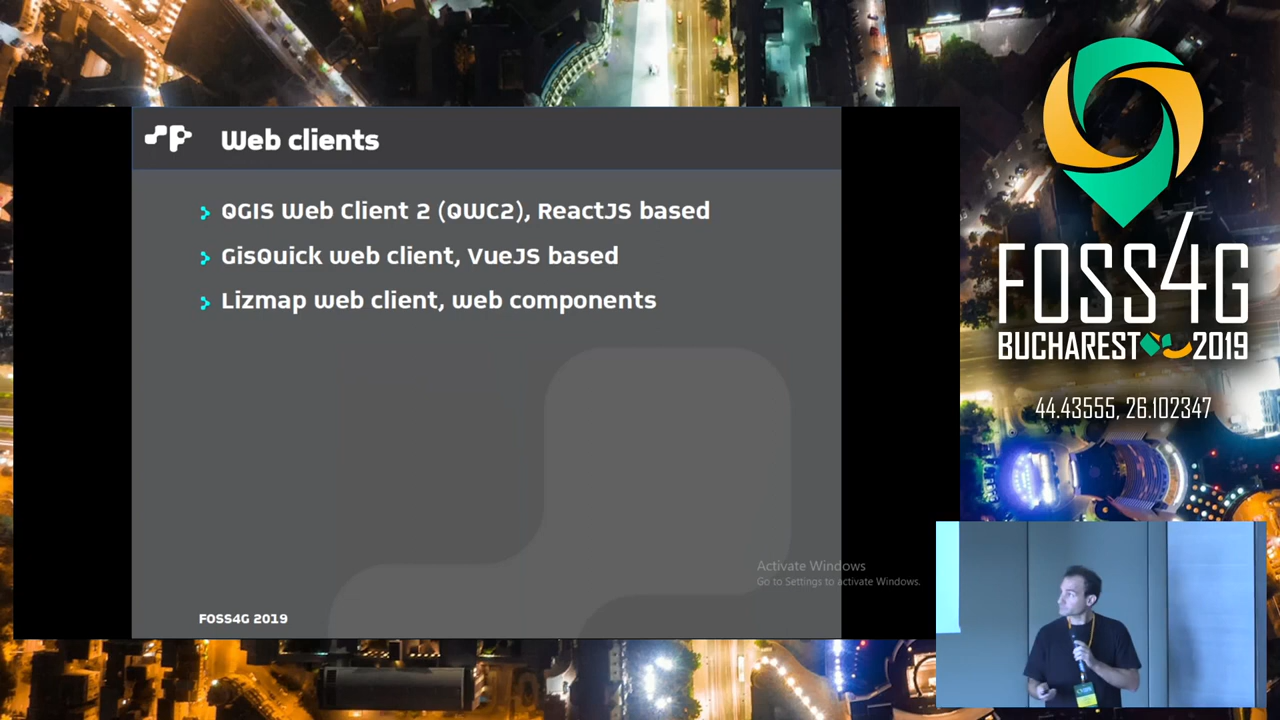 Web clients
QGIS Web Client 2 (QWC2), ReactJS based
GisQuick web client, VueJS based
Lizmap web client, web components
Activate Windows
Go to Settings to activate Windows.
FOSS4G 2019
FOSS4G
BUCHAREST 2019
44.43555, 26.102347